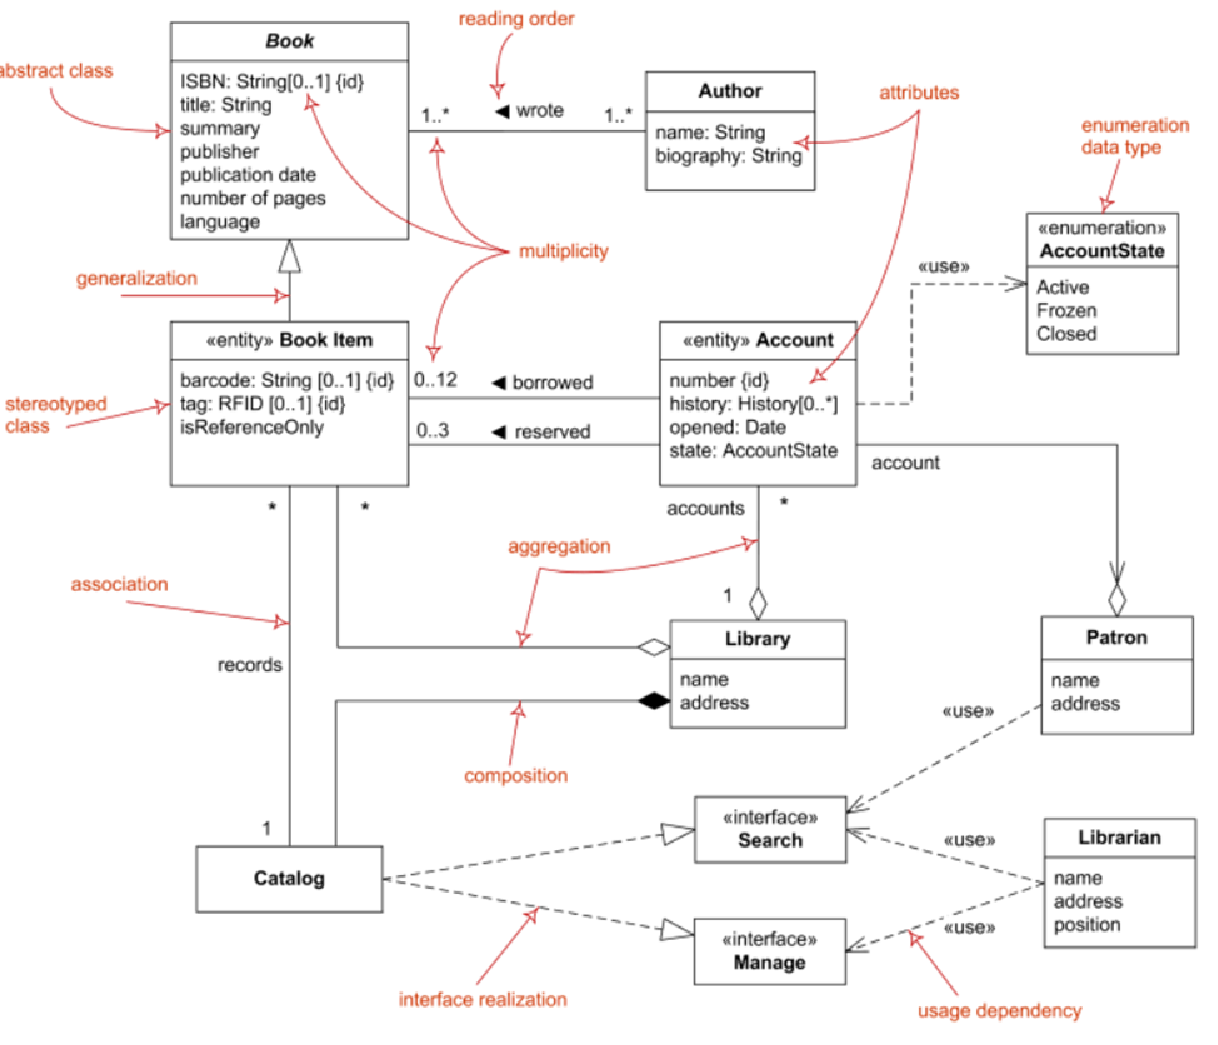 reading order
Book
abstract class
ISBN: String[0..1] {id}
title: String
summary
publisher
publication date
number of pages
language
1..*
◄ wrote
1..*
Author
name: String
biography: String
attributes
enumeration
data type
«enumeration»
AccountState
Active
Frozen
Closed
multiplicity
generalization
«use»
«entity» Book Item
barcode: String [0..1] {id}
tag: RFID [0..1] {id}
isReferenceOnly
stereotyped
class
0..12
◄ borrowed
0..3
◄ reserved
«entity» Account
number {id}
history: History[0..*]
opened: Date
state: AccountState
account
*
*
accounts
*
aggregation
association
1
records
Library
name
address
Patron
name
address
composition
«use»
1
Catalog
«interface»
Search
«use»
Librarian
name
address
position
«use»
«interface»
Manage
interface realization
usage dependency